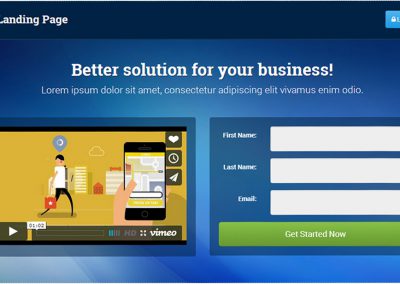 Landing Page
Better solution for your business!
Lorem ipsum dolor sit amet, consectetur adipiscing elit vivamus enim odio.
First Name:
Last Name:
Email:
01:02
HD
vimeo
Get Started Now